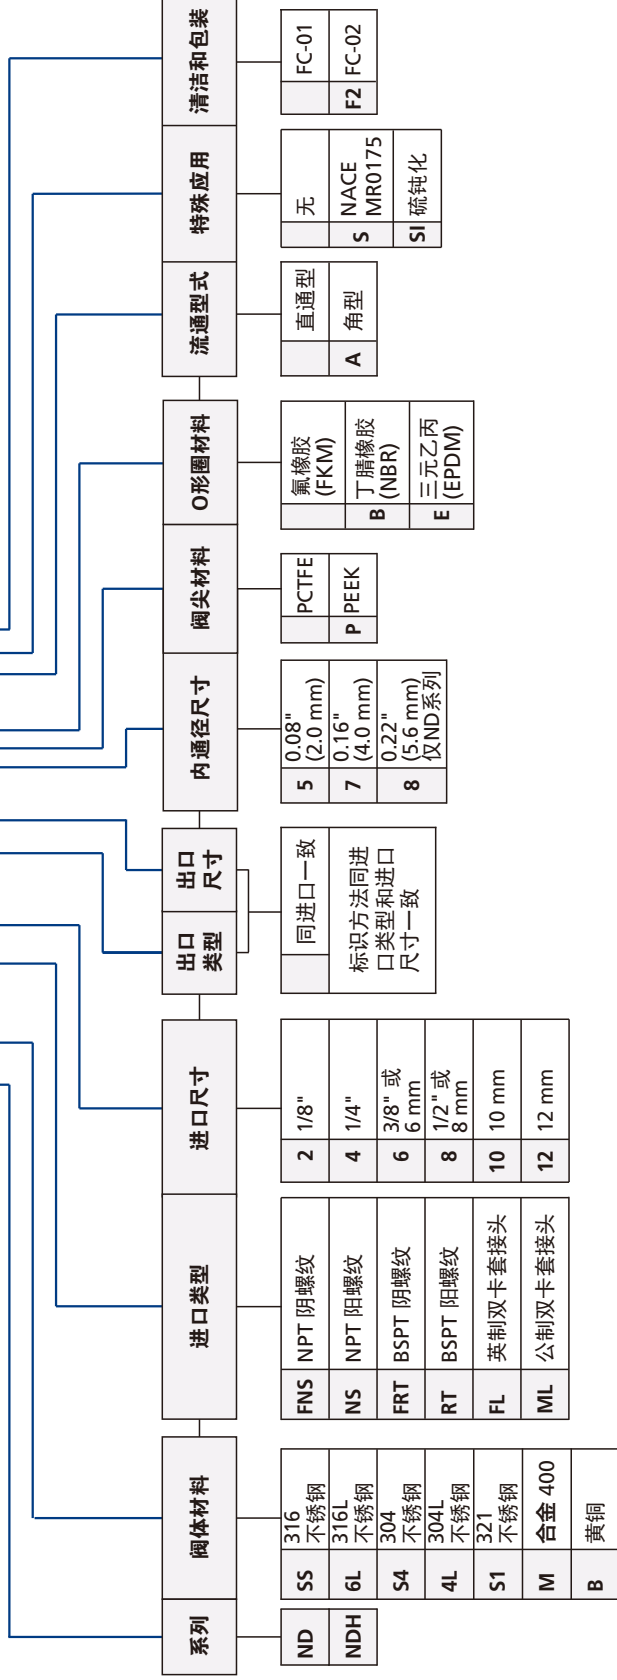 系列
ND
NDH
阀体材料
SS
316
不锈钢
6L
316L
不锈钢
S4
304
不锈钢
4L
304L
不锈钢
S1
321
不锈钢
M
合金 400
B
黄铜
进口类型
FNS
NPT 阴螺纹
NS
NPT 阳螺纹
FRT
BSPT 阴螺纹
RT
BSPT 阳螺纹
FL
英制双卡套接头
ML
公制双卡套接头
进口尺寸
2
1/8"
4
1/4"
6
3/8" 或
6 mm
8
1/2" 或
8 mm
10
10 mm
12
12 mm
出口
类型
出口
尺寸
同进口一致
标识方法同进
口类型和进口
尺寸一致
内通径尺寸
5
0.08"
(2.0 mm)
7
0.16"
(4.0 mm)
8
0.22"
(5.6 mm)
仅ND系列
阀尖材料
PCTFE
P
PEEK
O形圈材料
氟橡胶
(FKM)
B
丁腈橡胶
(NBR)
E
三元乙丙
(EPDM)
流通型式
直通型
A
角型
特殊应用
无
S
NACE
MR0175
SI
硫钝化
清洁和包装
FC-01
F2
FC-02